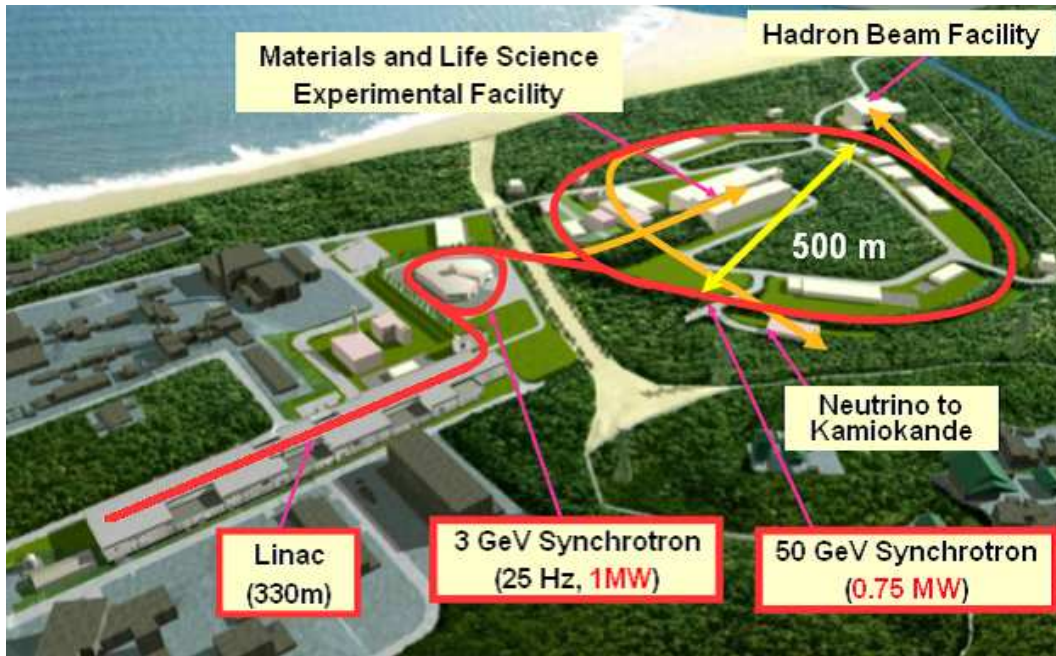 Hadron Beam Facility
Materials and Life Science
Experimental Facility
500 m
Neutrino to
Kamiokande
Linac
(330m)
3 GeV Synchrotron
(25 Hz, 1MW)
50 GeV Synchrotron
(0.75 MW)